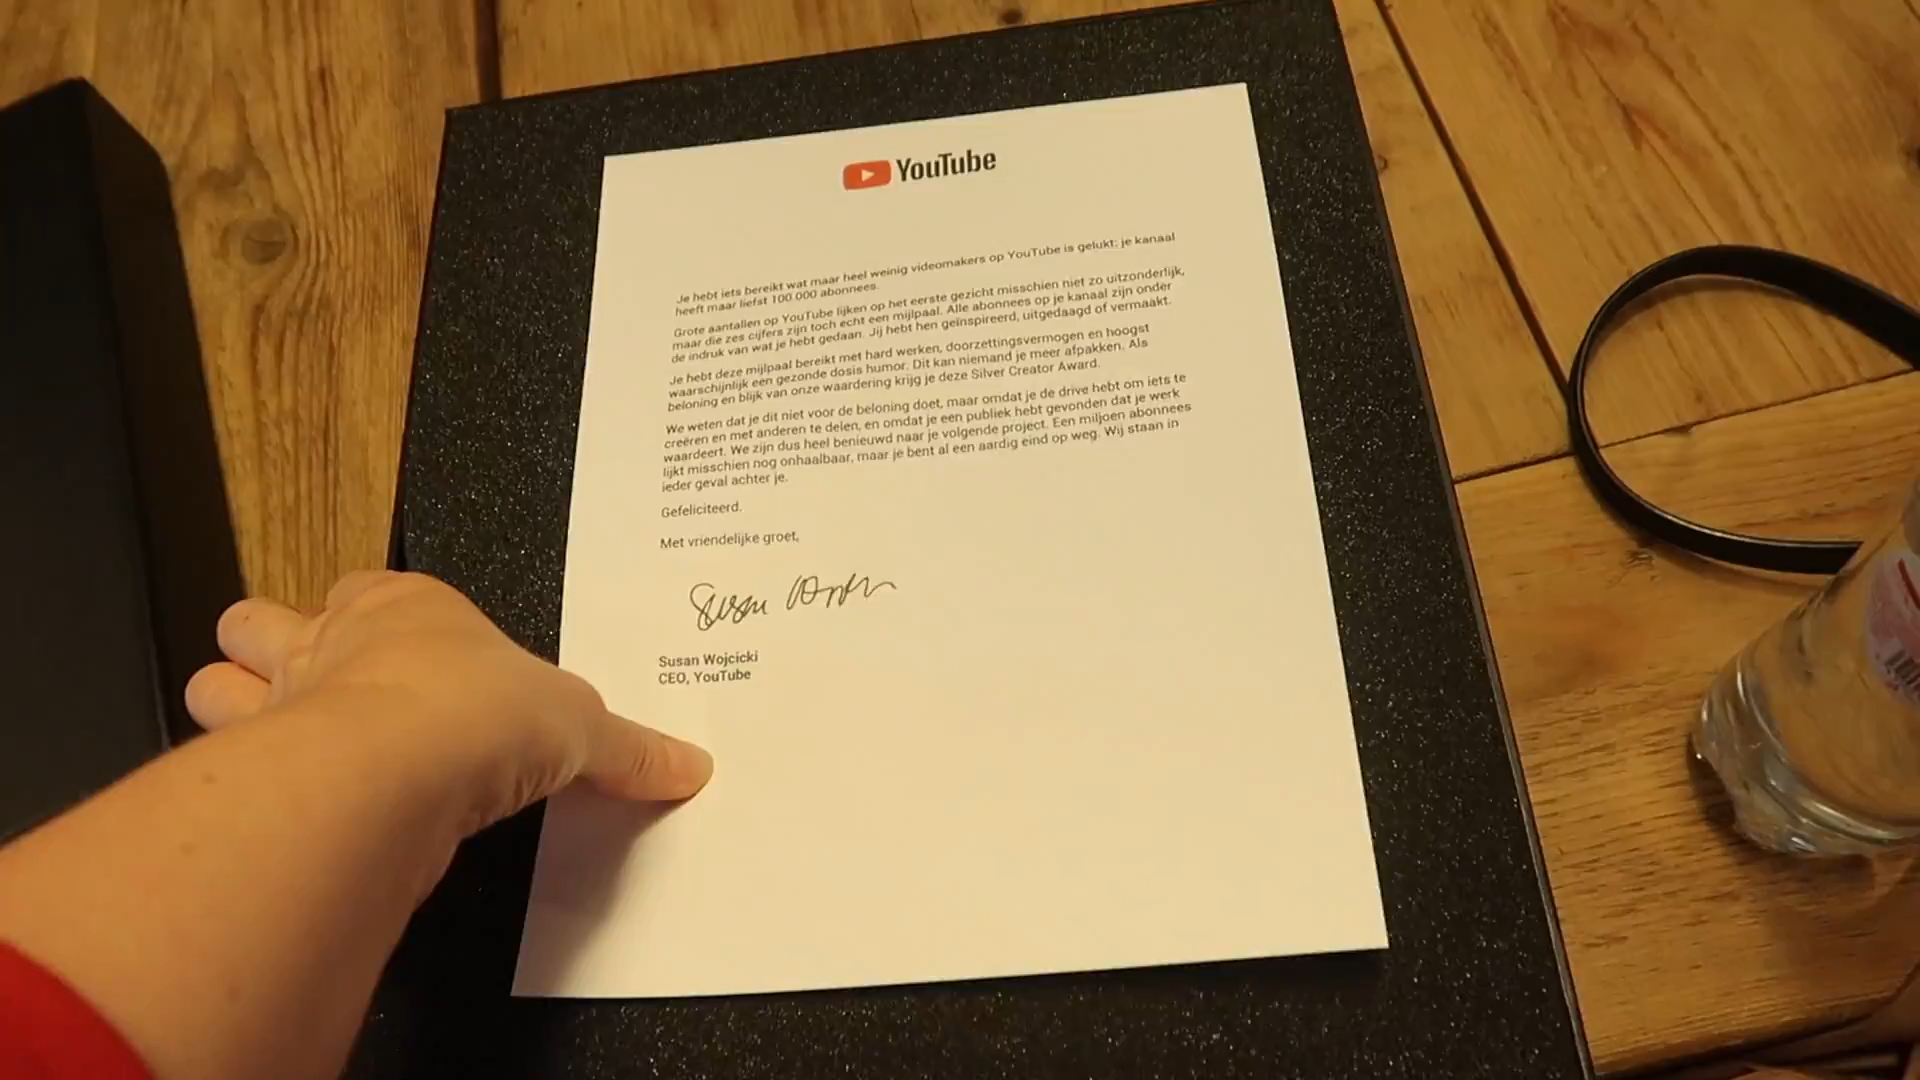 YouTube
Je hebt iets bereikt wat maar heel weinig videomakers op YouTube is gelukt: je kanaal
heeft maar liefst 100.000 abonnees.
Grote aantallen op YouTube lijken op het eerste gezicht misschien niet zo uitzonderlijk,
maar die zes cijfers zijn toch echt een mijlpaal. Alle abonnees op je kanaal zijn onder
de indruk van wat je hebt gedaan. Jij hebt hen geïnspireerd, uitgedaagd of vermaakt.
Je hebt deze mijlpaal bereikt met hard werken, doorzettingsvermogen en hoogst
waarschijnlijk een gezonde dosis humor. Dit kan niemand je meer afpakken. Als
beloning en blijk van onze waardering krijg je deze Silver Creator Award.
We weten dat je dit niet voor de beloning doet, maar omdat je de drive hebt om iets te
creëren en met anderen te delen, en omdat je een publiek hebt gevonden dat je werk
waardeert. We zijn dus heel benieuwd naar je volgende project. Een miljoen abonnees
lijkt misschien nog onhaalbaar, maar je bent al een aardig eind op weg. Wij staan in
ieder geval achter je.
Gefeliciteerd.
Met vriendelijke groet,
Susan Wojcicki
CEO, YouTube